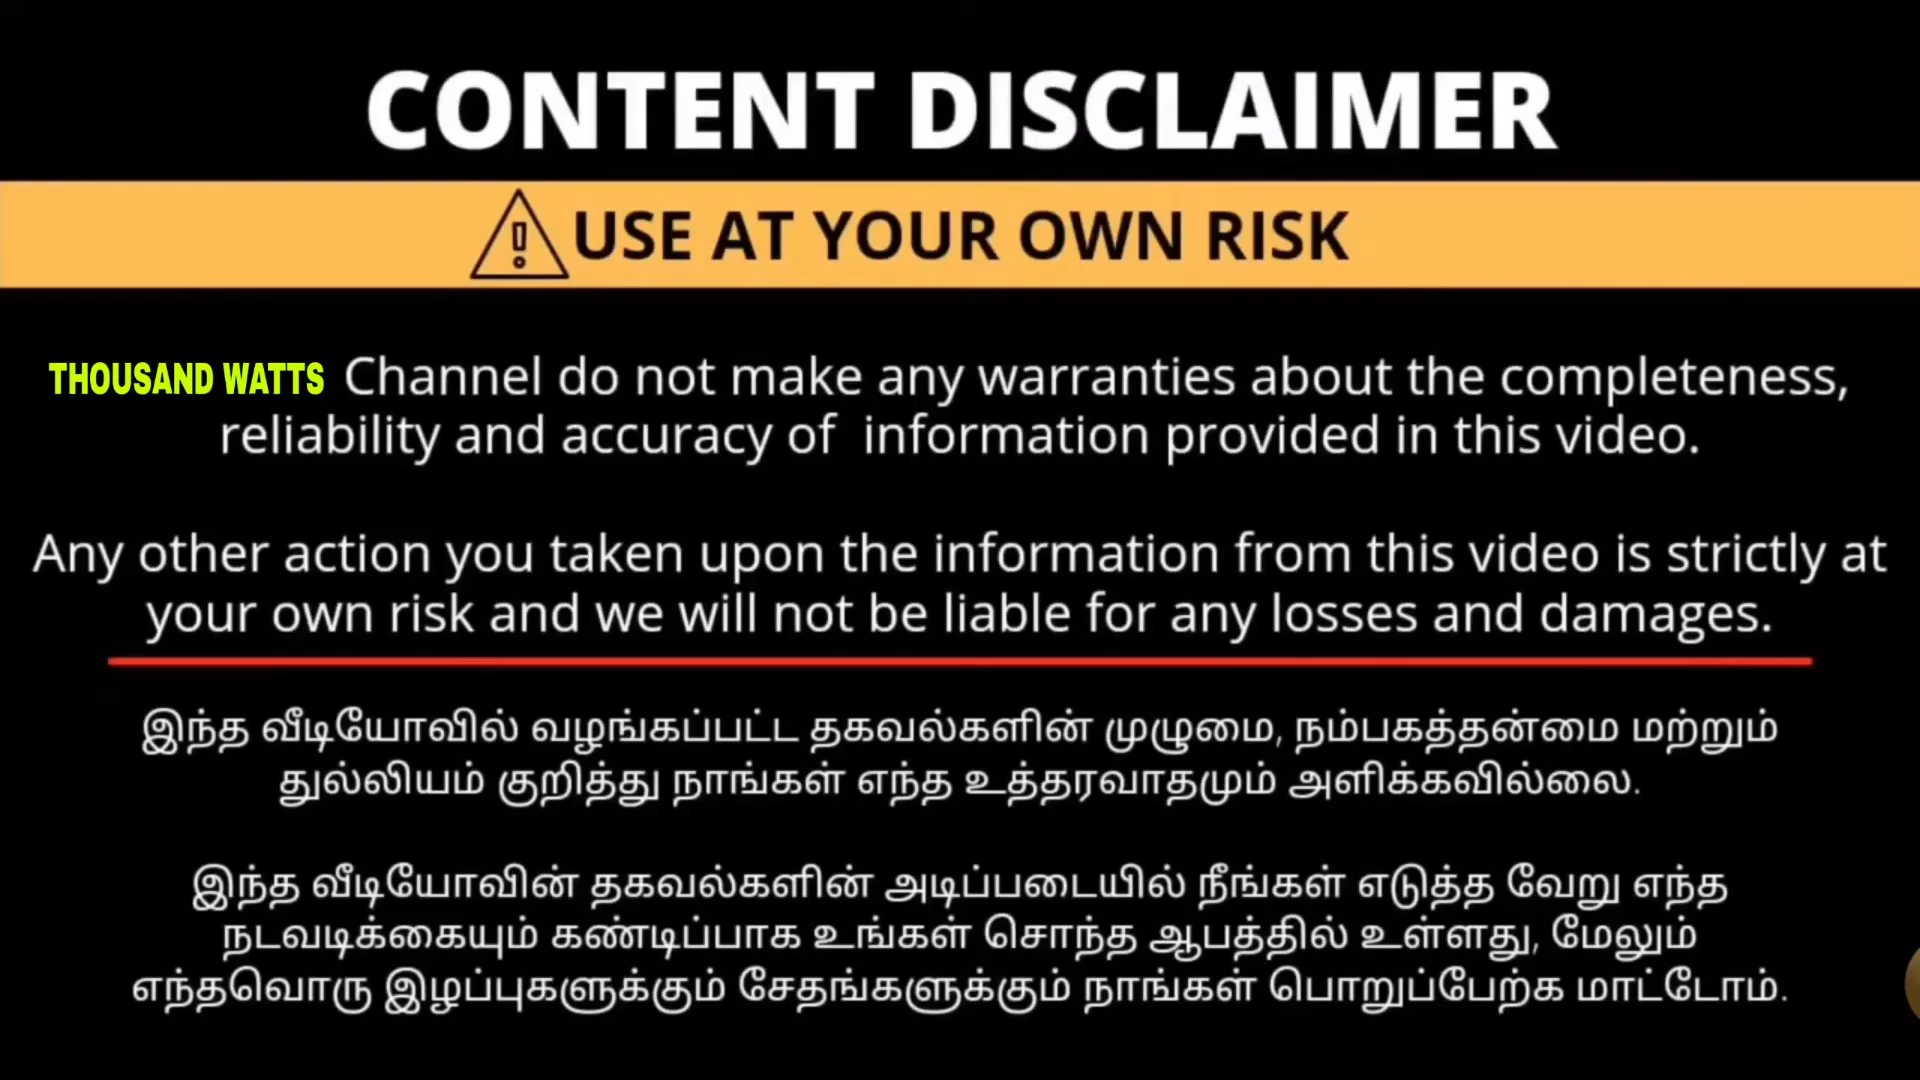 CONTENT DISCLAIMER
USE AT YOUR OWN RISK
THOUSAND WATTS Channel do not make any warranties about the completeness,
reliability and accuracy of information provided in this video.
Any other action you taken upon the information from this video is strictly at
your own risk and we will not be liable for any losses and damages.
இந்த வீடியோவில் வழங்கப்பட்ட தகவல்களின் முழுமை, நம்பகத்தன்மை மற்றும்
துல்லியம் குறித்து நாங்கள் எந்த உத்தரவாதமும் அளிக்கவில்லை.
இந்த வீடியோவின் தகவல்களின் அடிப்படையில் நீங்கள் எடுத்த வேறு எந்த
நடவடிக்கையும் கண்டிப்பாக உங்கள் சொந்த ஆபத்தில் உள்ளது, மேலும்
எந்தவொரு இழப்புகளுக்கும் சேதங்களுக்கும் நாங்கள் பொறுப்பேற்க மாட்டோம்.